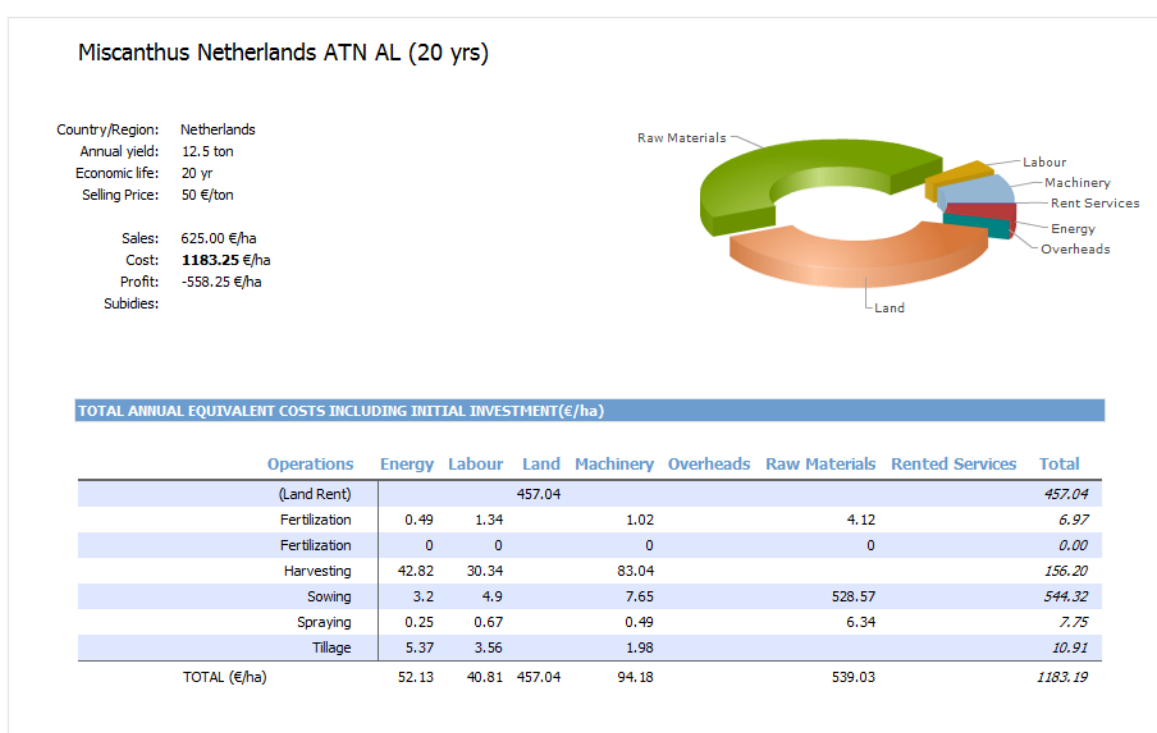 Miscanthus Netherlands ATN AL (20 yrs)
Country/Region: Netherlands
Annual yield: 12.5 ton
Economic life: 20 yr
Selling Price: 50 €/ton
Sales: 625.00 €/ha
Cost: 1183.25 €/ha
Profit: -558.25 €/ha
Subidies:
Raw Materials
Labour
Machinery
Rent Services
Energy
Overheads
Land
TOTAL ANNUAL EQUIVALENT COSTS INCLUDING INITIAL INVESTMENT(€/ha)
Operations Energy Labour Land Machinery Overheads Raw Materials Rented Services Total
(Land Rent) 457.04 457.04
Fertilization 0.49 1.34 1.02 4.12 6.97
Fertilization 0 0 0 0 0.00
Harvesting 42.82 30.34 83.04 156.20
Sowing 3.2 4.9 7.65 528.57 544.32
Spraying 0.25 0.67 0.49 6.34 7.75
Tillage 5.37 3.56 1.98 10.91
TOTAL (€/ha) 52.13 40.81 457.04 94.18 539.03 1183.19